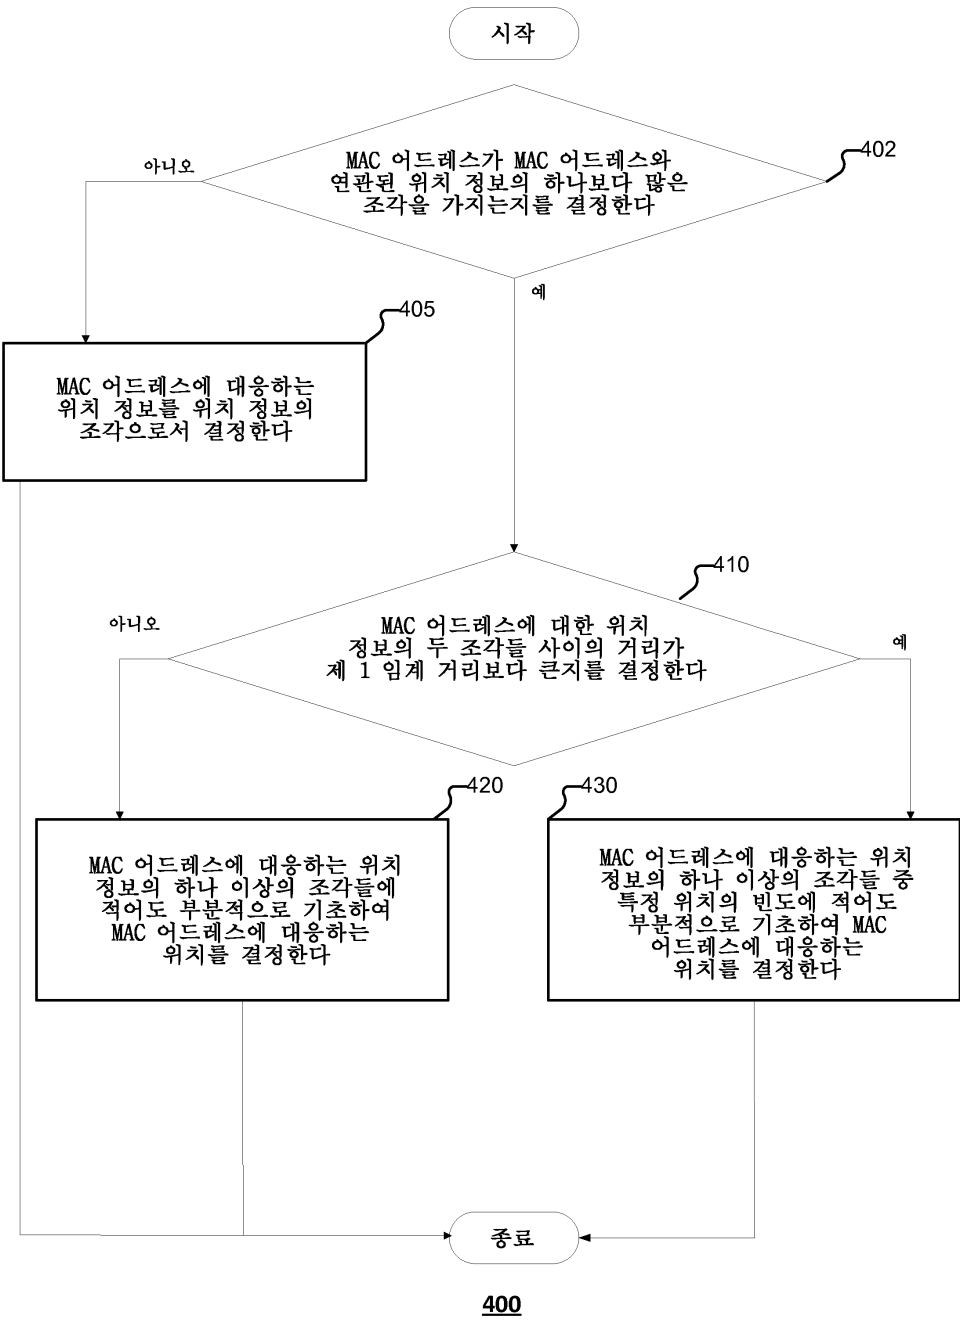 시작
MAC 어드레스가 MAC 어드레스와
연관된 위치 정보의 하나보다 많은
조각을 가지는지를 결정한다
402
아니오
예
405
MAC 어드레스에 대응하는
위치 정보를 위치 정보의
조각으로서 결정한다
410
MAC 어드레스에 대한 위치
정보의 두 조각들 사이의 거리가
제 1 임계 거리보다 큰지를 결정한다
아니오
예
420
MAC 어드레스에 대응하는 위치
정보의 하나 이상의 조각들에
적어도 부분적으로 기초하여
MAC 어드레스에 대응하는
위치를 결정한다
430
MAC 어드레스에 대응하는 위치
정보의 하나 이상의 조각들 중
특정 위치의 빈도에 적어도
부분적으로 기초하여 MAC
어드레스에 대응하는
위치를 결정한다
종료
400